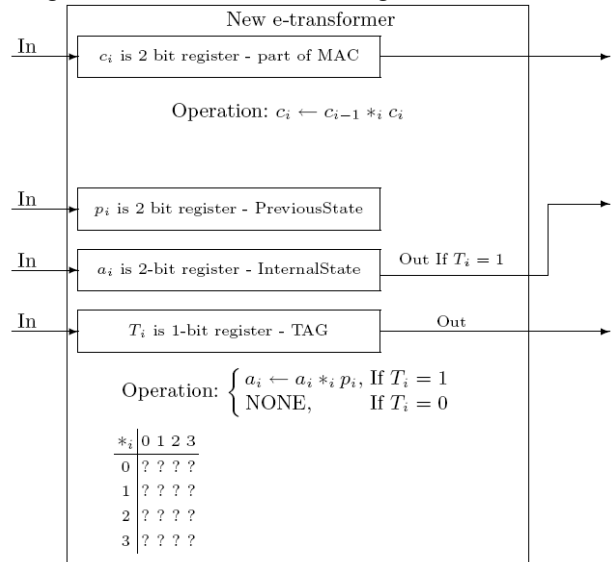 New e-transformer
In
c_i is 2 bit register - part of MAC
Operation: c_i ← c_{i−1} *_i c_i
In
p_i is 2 bit register - PreviousState
In
a_i is 2-bit register - InternalState
Out If T_i = 1
In
T_i is 1-bit register - TAG
Out
Operation: { a_i ← a_i *_i p_i, If T_i = 1
NONE, If T_i = 0
*_i 0 1 2 3
0 ? ? ? ?
1 ? ? ? ?
2 ? ? ? ?
3 ? ? ? ?